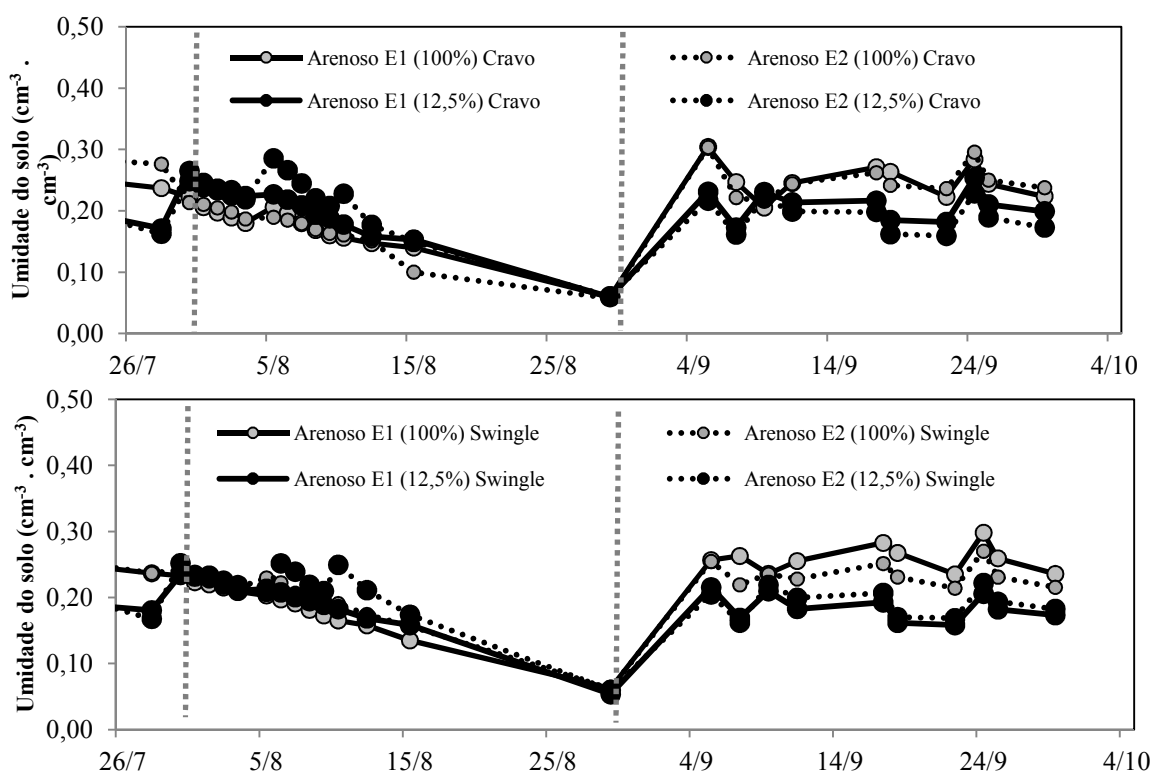 0,50
0,40
0,30
0,20
0,10
0,00
Umidade do solo (cm⁻³ .
cm⁻³)
Arenoso E1 (100%) Cravo
Arenoso E2 (100%) Cravo
Arenoso E1 (12,5%) Cravo
Arenoso E2 (12,5%) Cravo
26/7 5/8 15/8 25/8 4/9 14/9 24/9 4/10
0,50
0,40
0,30
0,20
0,10
0,00
Umidade do solo (cm⁻³ . cm⁻³)
Arenoso E1 (100%) Swingle
Arenoso E2 (100%) Swingle
Arenoso E1 (12,5%) Swingle
Arenoso E2 (12,5%) Swingle
26/7 5/8 15/8 25/8 4/9 14/9 24/9 4/10